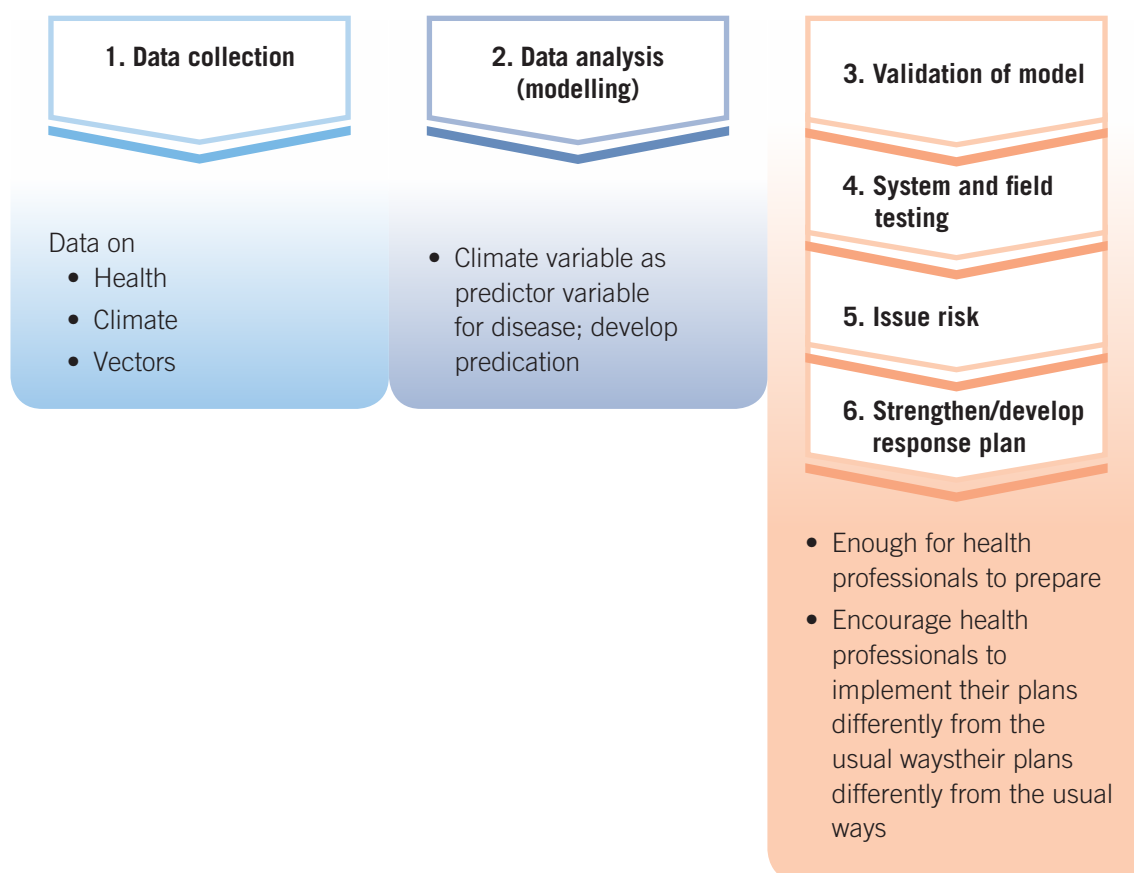 1. Data collection
Data on
• Health
• Climate
• Vectors
2. Data analysis
(modelling)
• Climate variable as
predictor variable
for disease; develop
predication
3. Validation of model
4. System and field
testing
5. Issue risk
6. Strengthen/develop
response plan
• Enough for health
professionals to prepare
• Encourage health
professionals to
implement their plans
differently from the
usual waystheir plans
differently from the usual
ways